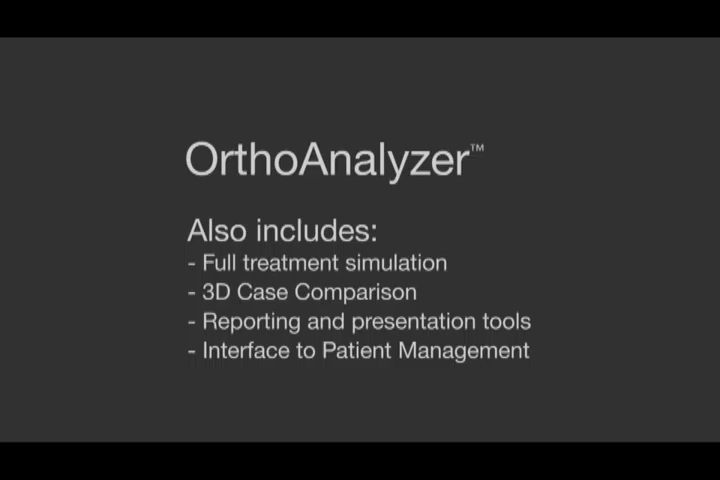 OrthoAnalyzer™
Also includes:
- Full treatment simulation
- 3D Case Comparison
- Reporting and presentation tools
- Interface to Patient Management